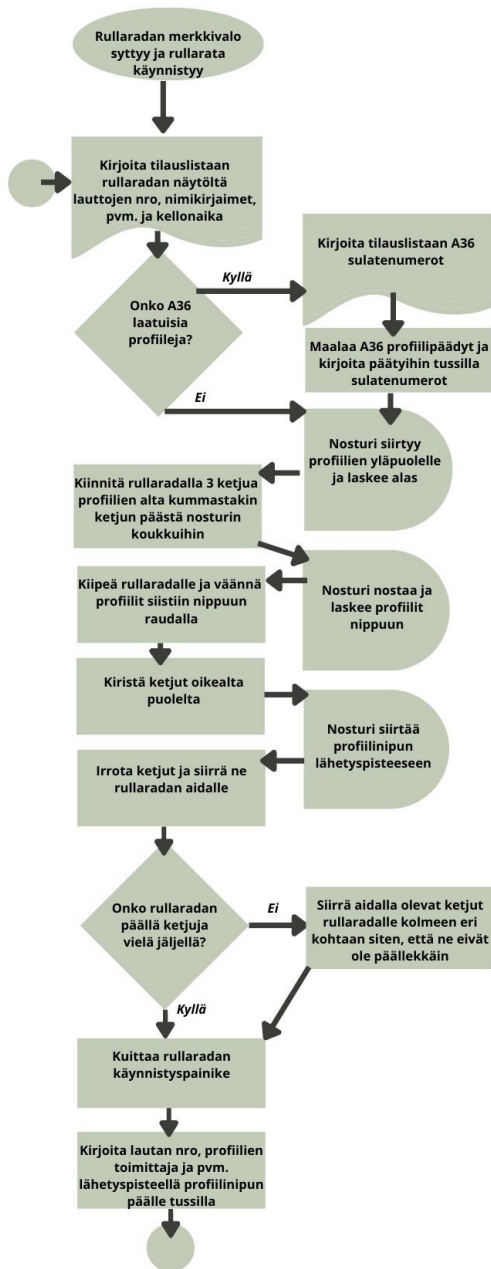 Rullaradan merkkivalo
syttyy ja rullarata
käynnistyy
Kirjoita tilauslistaan
rullaradan näytöltä
lauttojen nro, nimikirjaimet,
pvm. ja kellonaika
Onko A36
laatuisia
profiileja?
Kyllä
Kirjoita tilauslistaan A36
sulatenumerot
Maalaa A36 profiilipäädyt ja
kirjoita päätyihin tussilla
sulatenumerot
Ei
Nosturi siirtyy
profiilien yläpuolelle
ja laskee alas
Kiinnitä rullaradalla 3 ketjua
profiilien alta kummastakin
ketjun päästä nosturin
koukkuihin
Nosturi nostaa ja
laskee profiilit
nippuun
Kiipeä rullaradalle ja väännä
profiilit siistiin nippuun
raudalla
Kiristä ketjut oikealta
puolelta
Nosturi siirtää
profiilinipun
lähetyspisteeseen
Irrota ketjut ja siirrä ne
rullaradan aidalle
Onko rullaradan
päällä ketjuja
vielä jäljellä?
Ei
Siirrä aidalla olevat ketjut
rullaradalle kolmeen eri
kohtaan siten, että ne eivät
ole päällekkäin
Kyllä
Kuittaa rullaradan
käynnistyspainike
Kirjoita lautan nro, profiilien
toimittaja ja pvm.
lähetyspisteellä profiilinipun
päälle tussilla